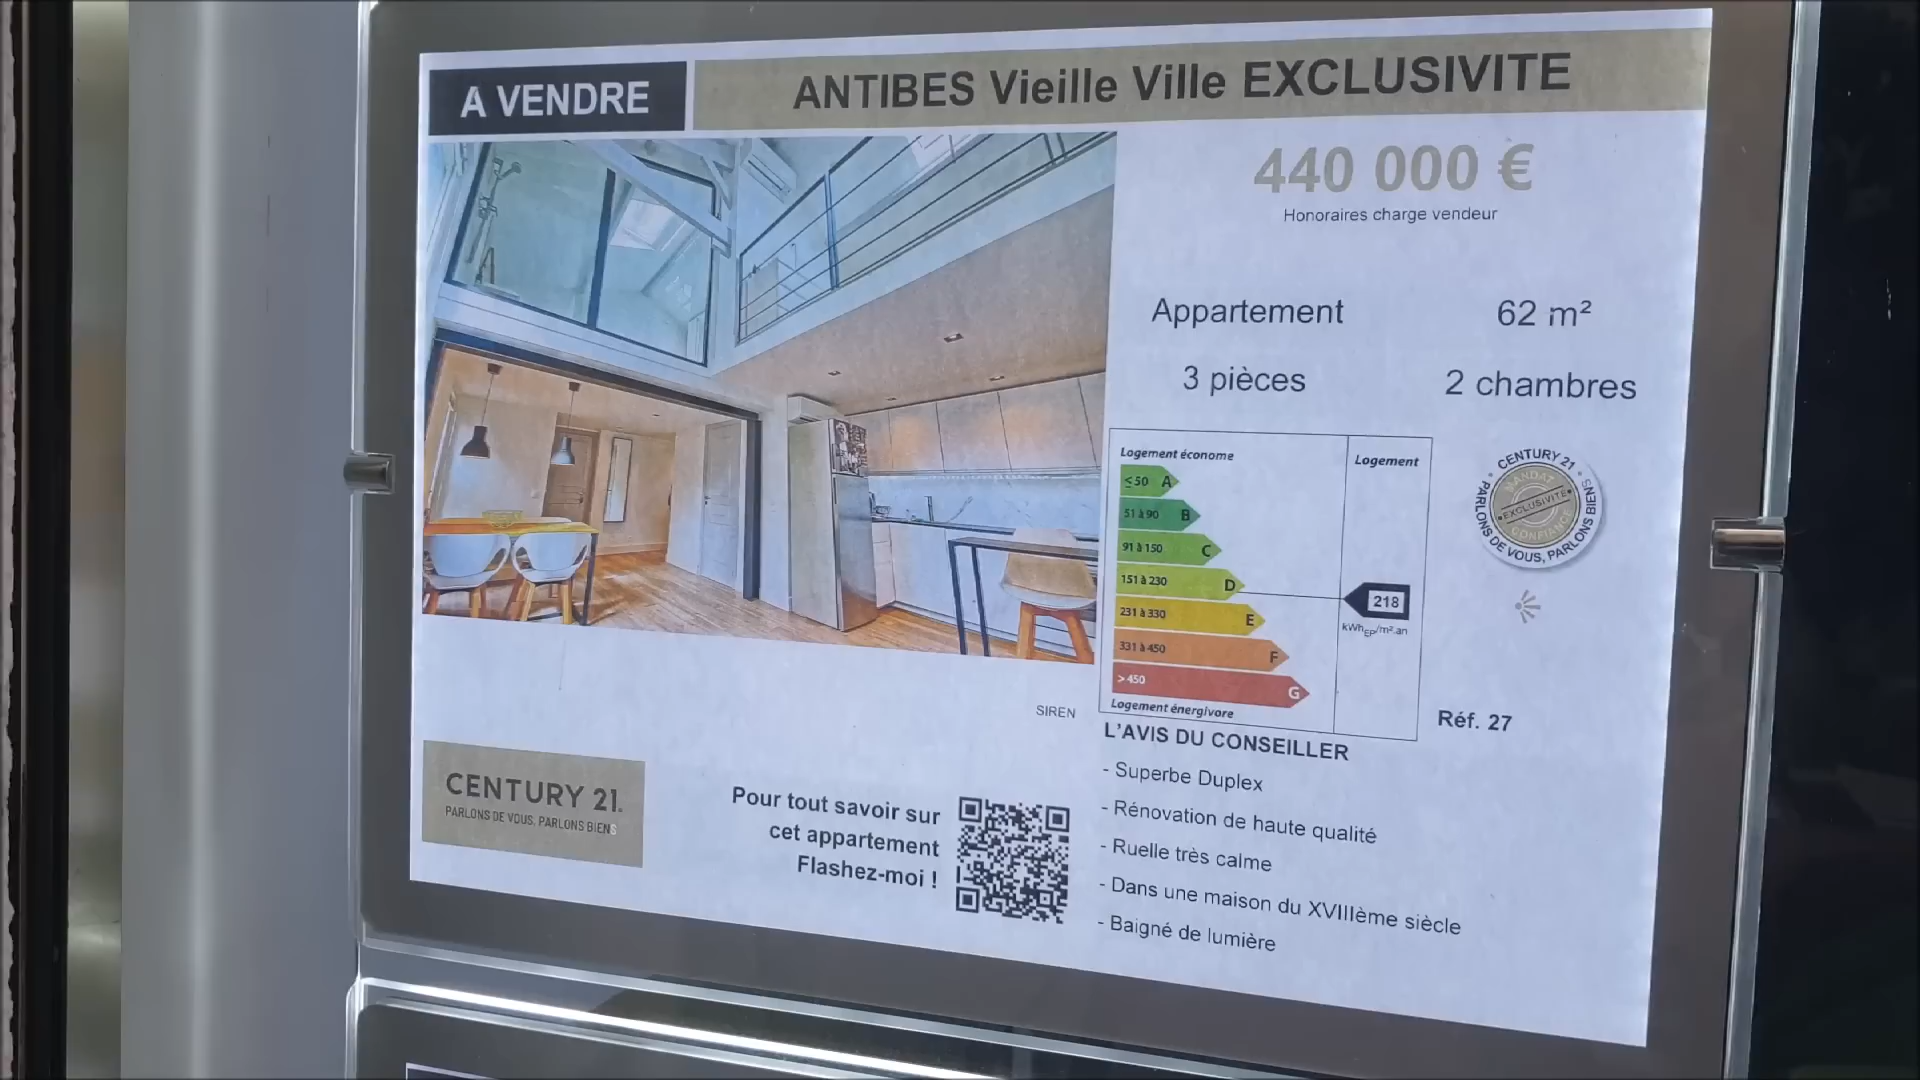 A VENDRE
ANTIBES Vieille Ville EXCLUSIVITE
440 000 €
Honoraires charge vendeur
Appartement
62 m²
3 pièces
2 chambres
Logement économe
Logement
≤ 50 A
51 à 90 B
91 à 150 C
151 à 230 D
231 à 330 E
331 à 450 F
> 450 G
218
kWhEP/m².an
Logement énergivore
CENTURY 21
PARLONS DE VOUS, PARLONS BIENS
MANDAT
EXCLUSIVITÉ
CONFIANCE
SIREN
Réf. 27
L'AVIS DU CONSEILLER
- Superbe Duplex
- Rénovation de haute qualité
- Ruelle très calme
- Dans une maison du XVIIIème siècle
- Baigné de lumière
CENTURY 21.
PARLONS DE VOUS, PARLONS BIENS
Pour tout savoir sur
cet appartement
Flashez-moi !